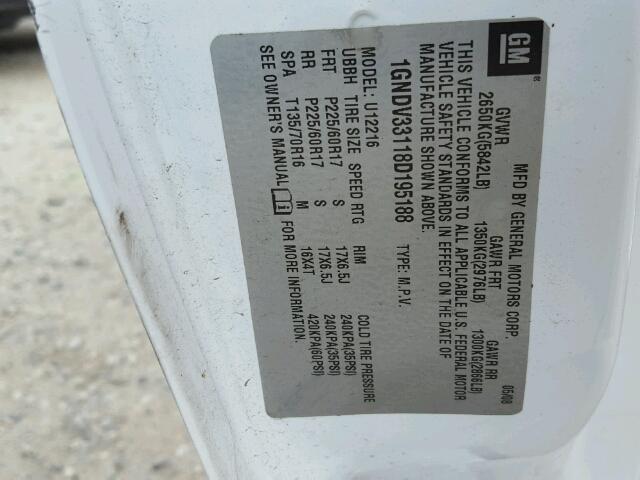 GM
®
MFD BY GENERAL MOTORS CORP. 05/08
GVWR GAWR FRT GAWR RR
2650KG(5842LB) 1350KG(2976LB) 1300KG(2866LB)
THIS VEHICLE CONFORMS TO ALL APPLICABLE U.S. FEDERAL MOTOR
VEHICLE SAFETY STANDARDS IN EFFECT ON THE DATE OF
MANUFACTURE SHOWN ABOVE.
1GNDV33118D195188 TYPE: M.P.V.
MODEL: U12216
UBBH TIRE SIZE SPEED RTG RIM COLD TIRE PRESSURE
FRT P225/60R17 S 17X6.5J 240KPA(35PSI)
RR P225/60R17 S 17X6.5J 240KPA(35PSI)
SPA T135/70R16 M 16X4T 420KPA(60PSI)
SEE OWNER'S MANUAL FOR MORE INFORMATION.